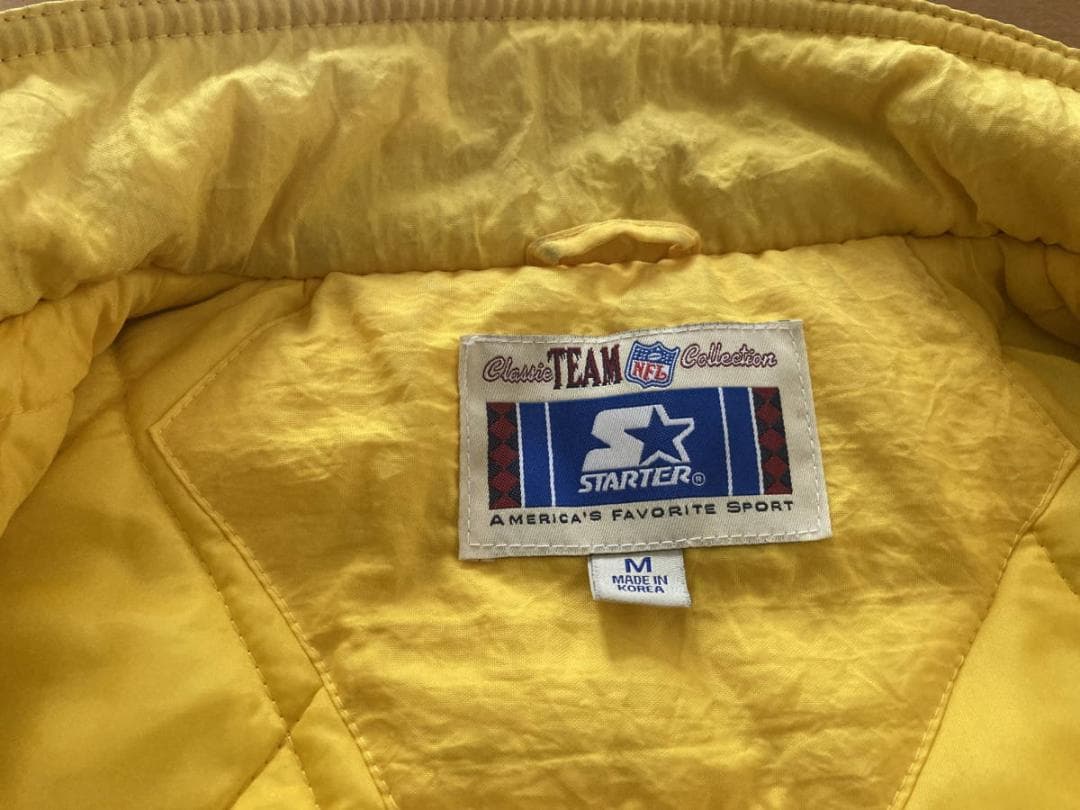 Classic TEAM NFL Collection
STARTER®
AMERICA'S FAVORITE SPORT
M
MADE IN
KOREA